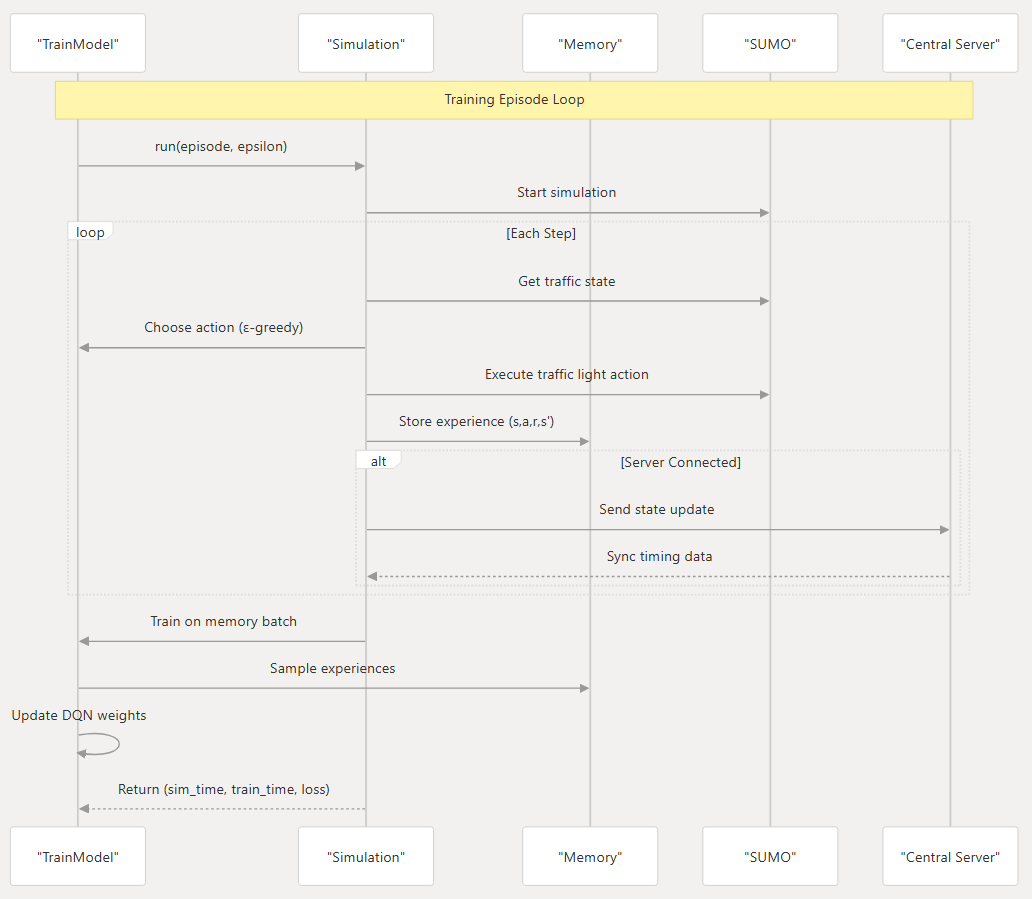 "TrainModel"
"Simulation"
"Memory"
"SUMO"
"Central Server"
Training Episode Loop
run(episode, epsilon)
Start simulation
loop
[Each Step]
Get traffic state
Choose action (ε-greedy)
Execute traffic light action
Store experience (s,a,r,s')
alt
[Server Connected]
Send state update
Sync timing data
Train on memory batch
Sample experiences
Update DQN weights
Return (sim_time, train_time, loss)
"TrainModel"
"Simulation"
"Memory"
"SUMO"
"Central Server"